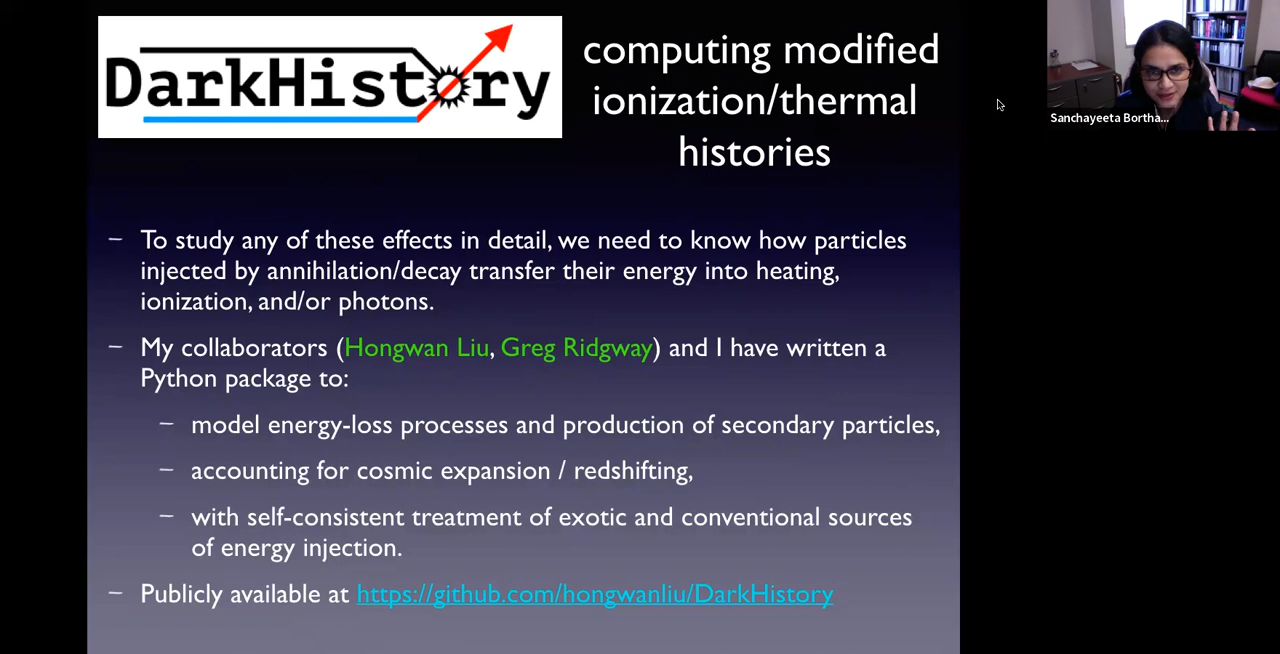 DarkHistory
computing modified
ionization/thermal
histories
Sanchayeeta Bortha...
– To study any of these effects in detail, we need to know how particles
injected by annihilation/decay transfer their energy into heating,
ionization, and/or photons.
– My collaborators (Hongwan Liu, Greg Ridgway) and I have written a
Python package to:
– model energy-loss processes and production of secondary particles,
– accounting for cosmic expansion / redshifting,
– with self-consistent treatment of exotic and conventional sources
of energy injection.
– Publicly available at https://github.com/hongwanliu/DarkHistory